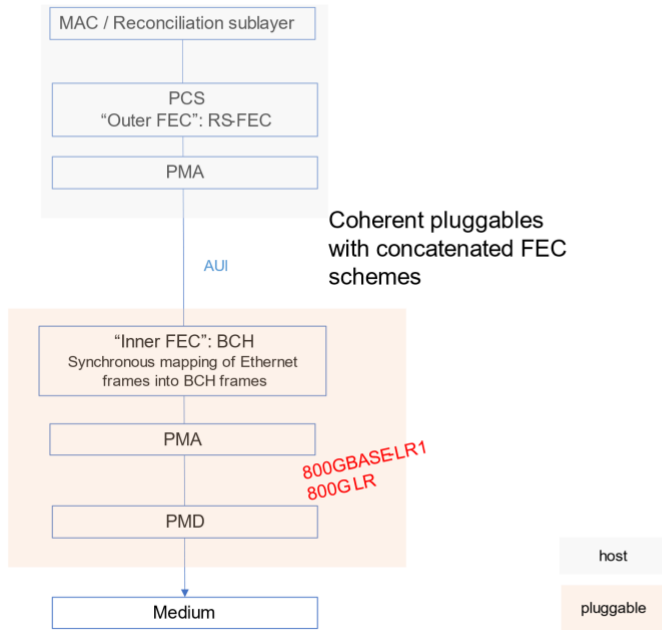 MAC / Reconciliation sublayer
PCS
“Outer FEC”: RS-FEC
PMA
Coherent pluggables
with concatenated FEC
schemes
AUI
“Inner FEC”: BCH
Synchronous mapping of Ethernet
frames into BCH frames
PMA
800GBASE-LR1
800G LR
PMD
host
Medium
pluggable